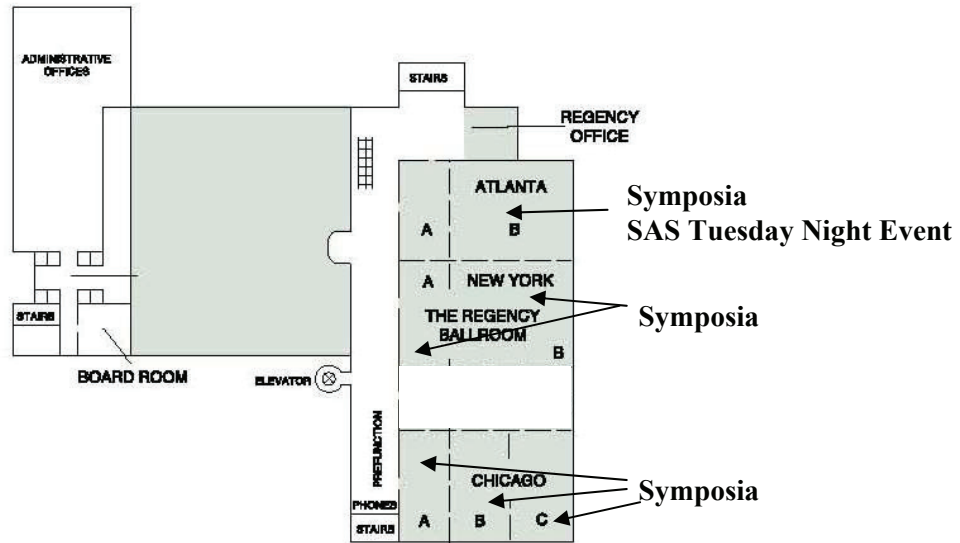 ADMINISTRATIVE
OFFICES
STAIRS
REGENCY
OFFICE
ATLANTA
A
B
Symposia
SAS Tuesday Night Event
A
NEW YORK
THE REGENCY
BALLROOM
B
Symposia
STAIRS
BOARD ROOM
ELEVATOR
PREFUNCTION
CHICAGO
Symposia
PHONES
STAIRS
A
B
C